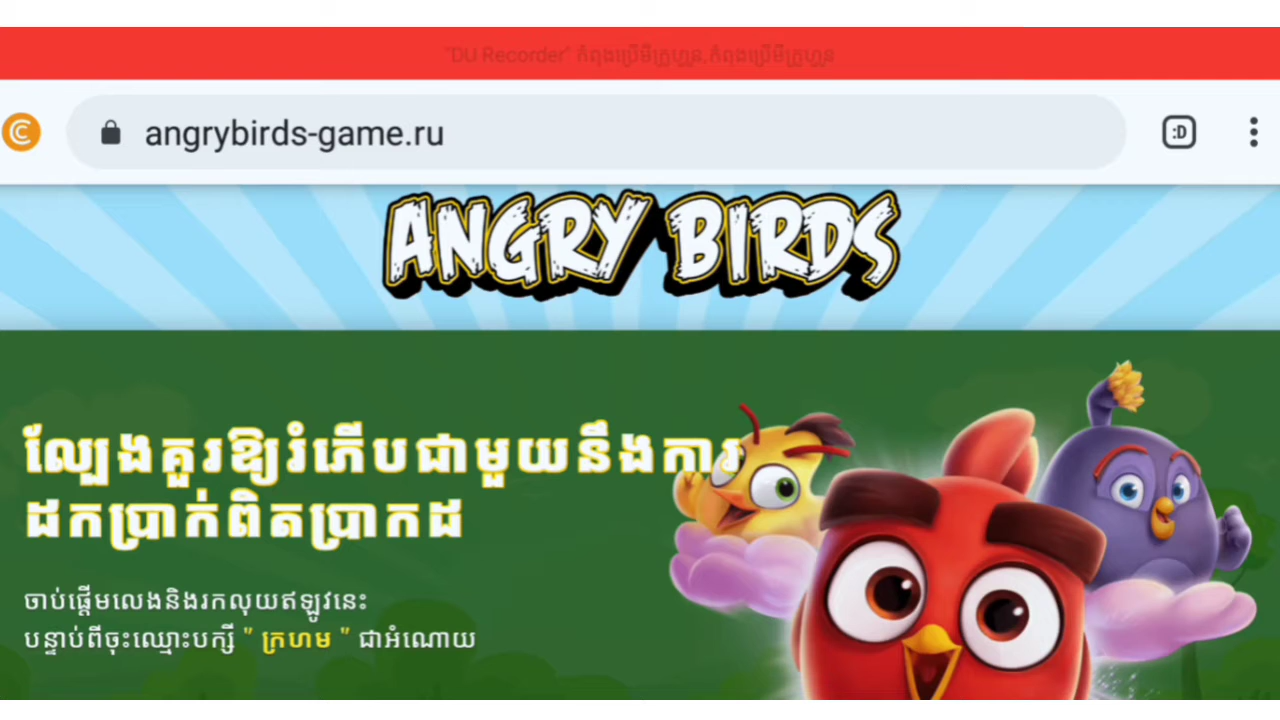 "DU Recorder" កំពុងប្រើមីក្រូហ្វូន,កំពុងប្រើមីក្រូហ្វូន
angrybirds-game.ru
:D
ANGRY BIRDS
ល្បែងគួរឱ្យរំភើបជាមួយនឹងការ
ដកប្រាក់ពិតប្រាកដ
ចាប់ផ្តើមលេងនិងរកលុយឥឡូវនេះ
បន្ទាប់ពីចុះឈ្មោះបក្សី " ក្រហម " ជាអំណោយ